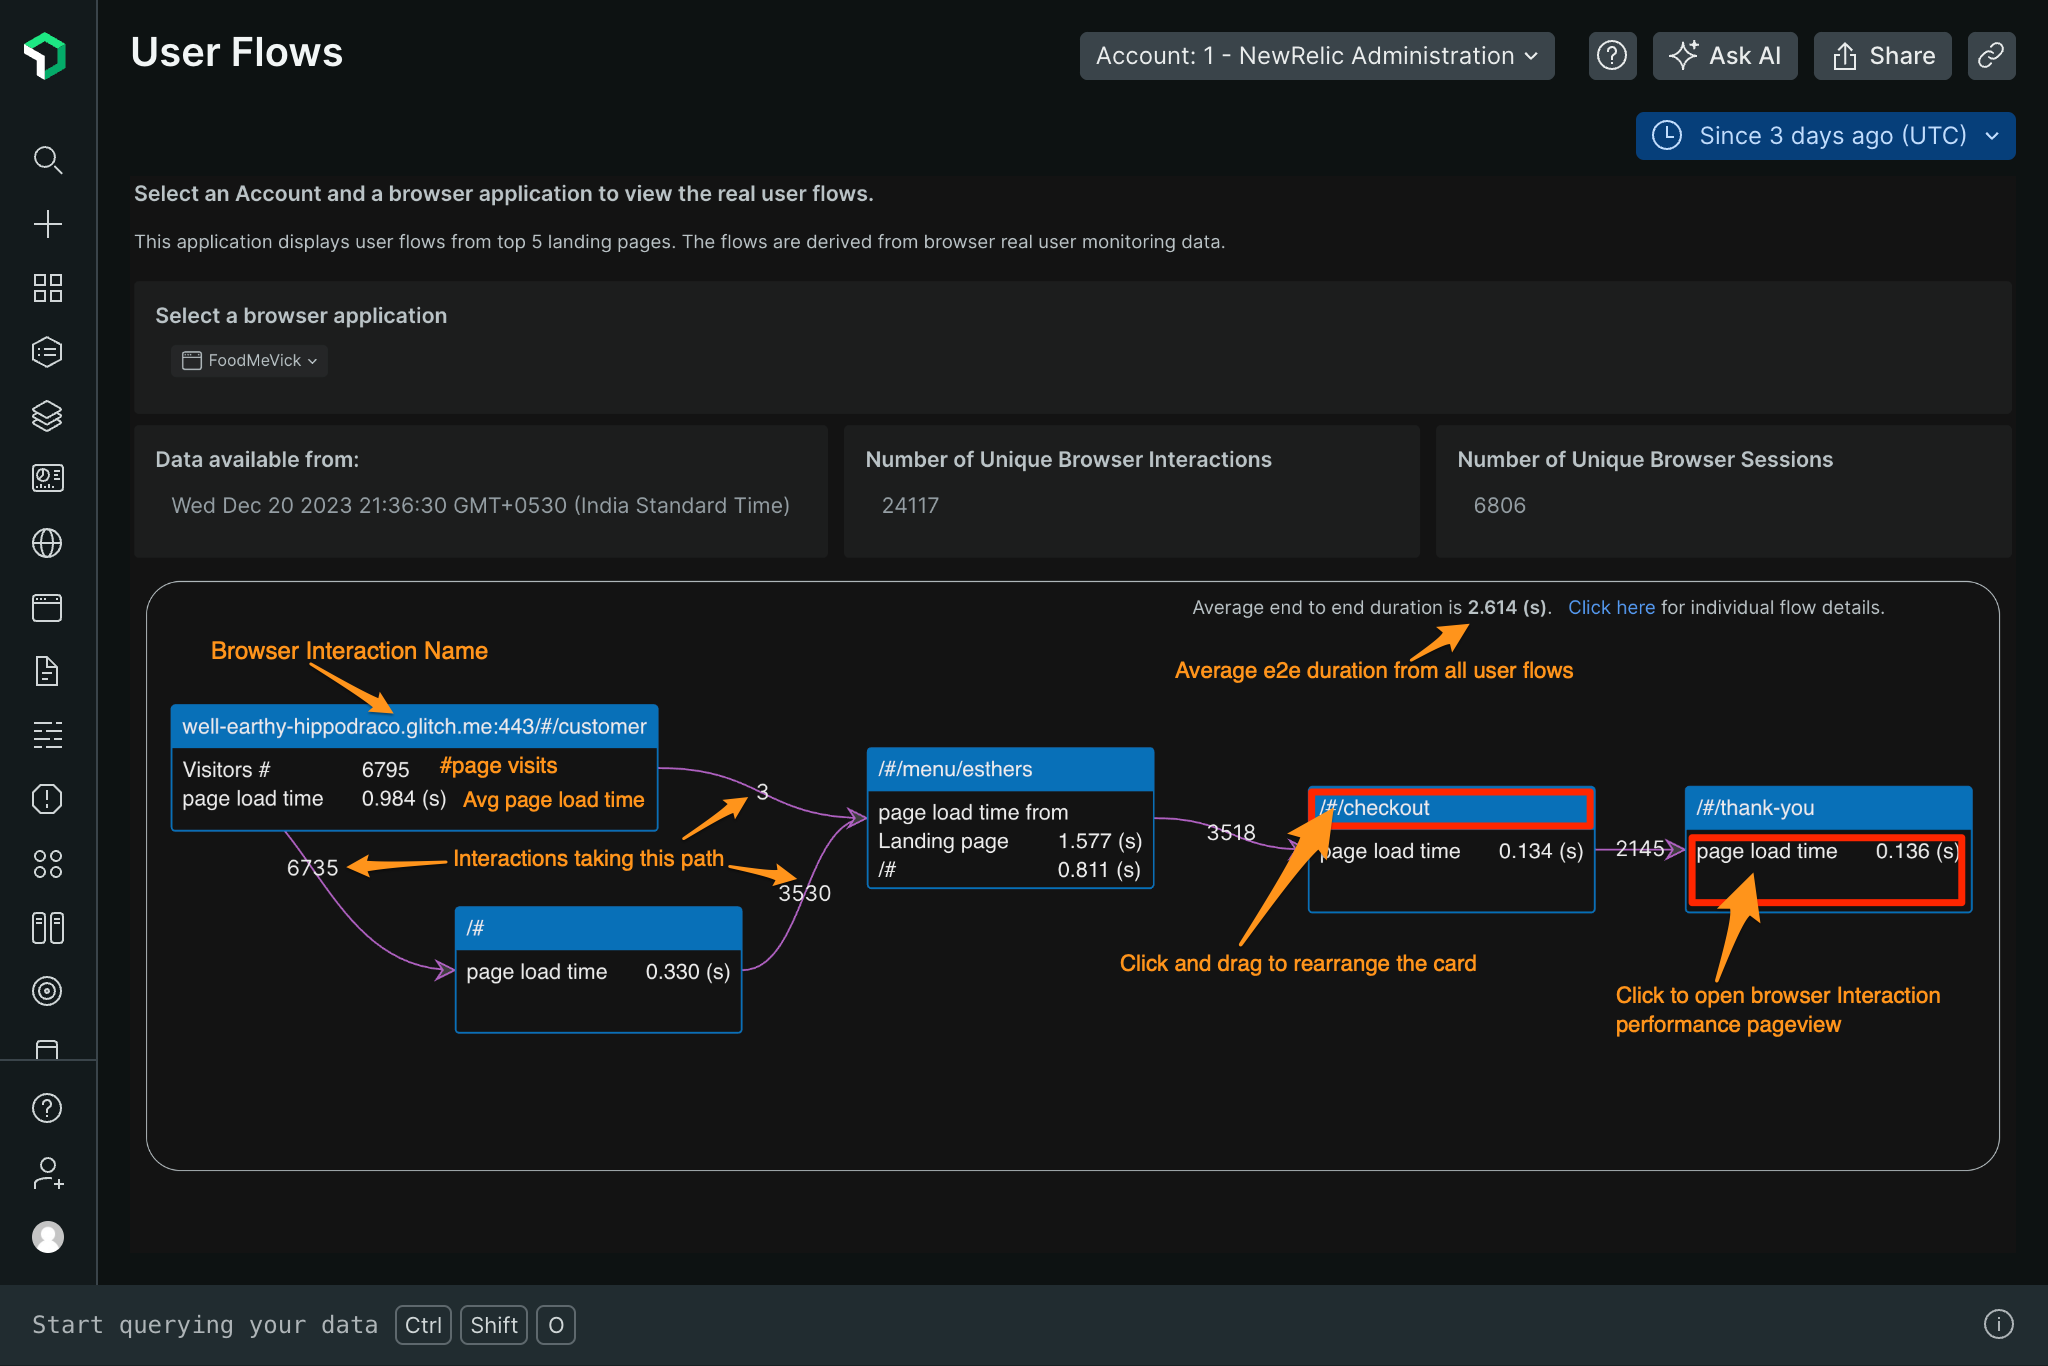 User Flows
Account: 1 - NewRelic Administration
Ask AI
Share
Since 3 days ago (UTC)
Select an Account and a browser application to view the real user flows.
This application displays user flows from top 5 landing pages. The flows are derived from browser real user monitoring data.
Select a browser application
FoodMeVick
Data available from:
Wed Dec 20 2023 21:36:30 GMT+0530 (India Standard Time)
Number of Unique Browser Interactions
24117
Number of Unique Browser Sessions
6806
Average end to end duration is 2.614 (s). Click here for individual flow details.
Browser Interaction Name
Average e2e duration from all user flows
well-earthy-hippodraco.glitch.me:443/#/customer
Visitors # 6795 #page visits
page load time 0.984 (s) Avg page load time
3
6735
Interactions taking this path
3530
/#
page load time 0.330 (s)
/#/menu/esthers
page load time from
Landing page 1.577 (s)
/# 0.811 (s)
3518
/#/checkout
page load time 0.134 (s)
2145
/#/thank-you
page load time 0.136 (s)
Click and drag to rearrange the card
Click to open browser Interaction
performance pageview
Start querying your data Ctrl Shift O